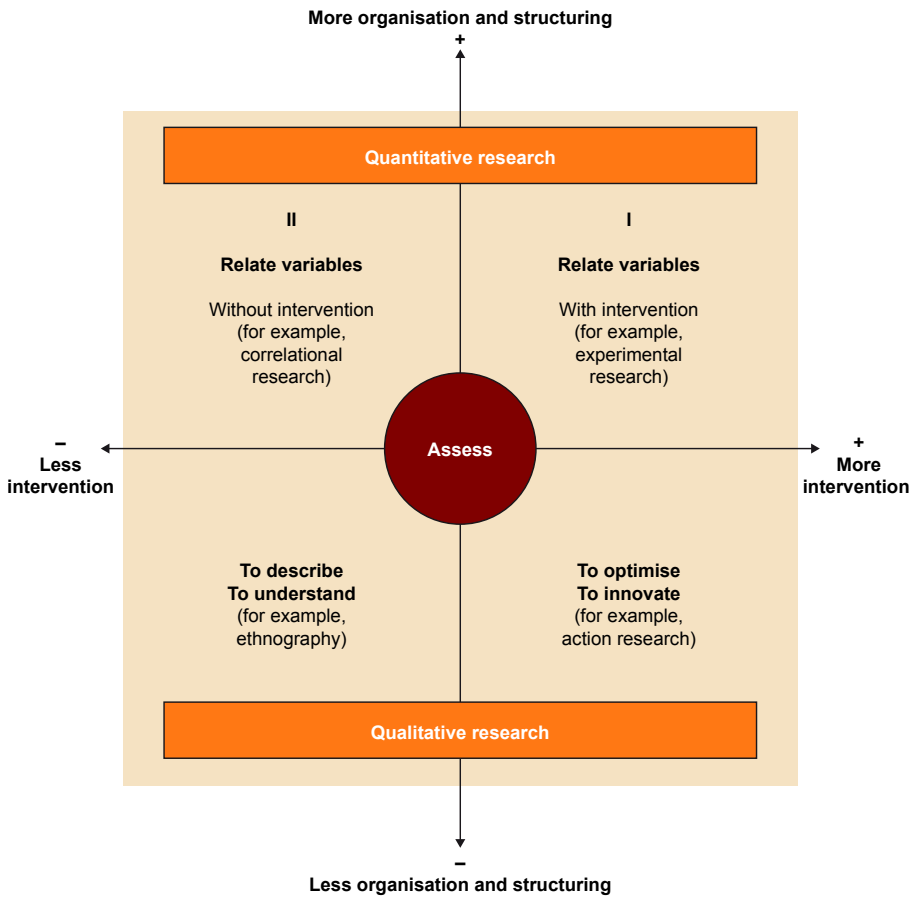 More organisation and structuring
+
Quantitative research
II
Relate variables
Without intervention
(for example,
correlational
research)
I
Relate variables
With intervention
(for example,
experimental
research)
–
Less
intervention
Assess
+
More
intervention
To describe
To understand
(for example,
ethnography)
To optimise
To innovate
(for example,
action research)
Qualitative research
–
Less organisation and structuring